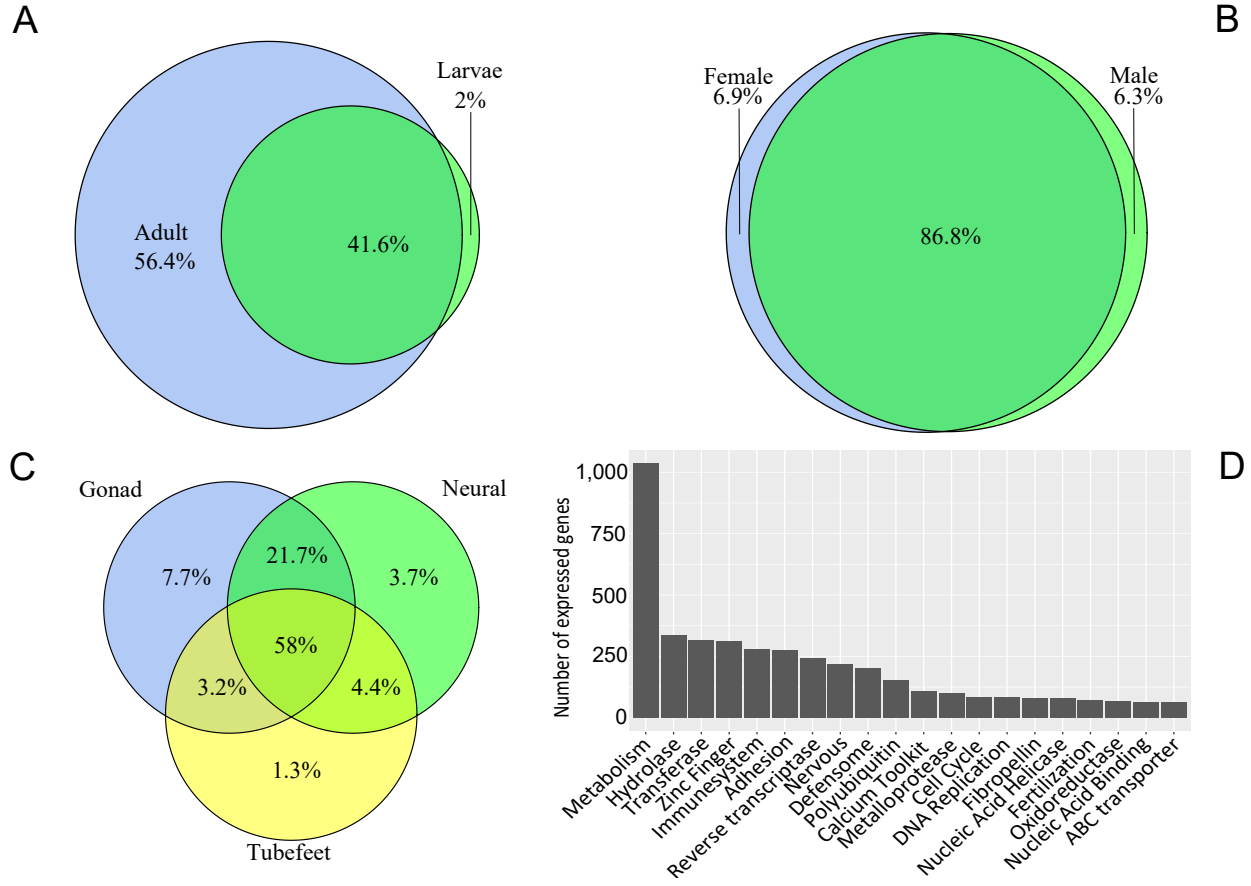 A
Larvae
2%
Adult
56.4%
41.6%
B
Female
6.9%
Male
6.3%
86.8%
C
Gonad
Neural
21.7%
7.7%
3.7%
58%
3.2%
4.4%
1.3%
Tubefeet
D
Number of expressed genes
1,000
750
500
250
0
Metabolism
Hydrolase
Transferase
Zinc Finger
Immunesystem
Adhesion
Reverse transcriptase
Nervous
Defensome
Polyubiquitin
Calcium Toolkit
Metalloprotease
Cell Cycle
DNA Replication
Fibropellin
Nucleic Acid Helicase
Fertilization
Oxidoreductase
Nucleic Acid Binding
ABC transporter